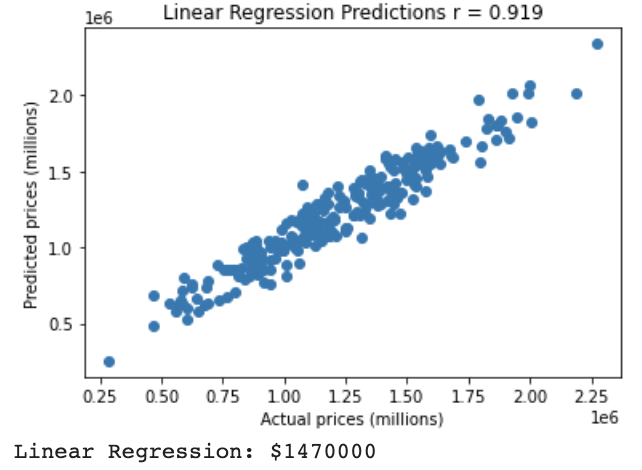 Linear Regression Predictions r = 0.919
1e6
Predicted prices (millions)
2.0
1.5
1.0
0.5
0.25 0.50 0.75 1.00 1.25 1.50 1.75 2.00 2.25
1e6
Actual prices (millions)
Linear Regression: $1470000